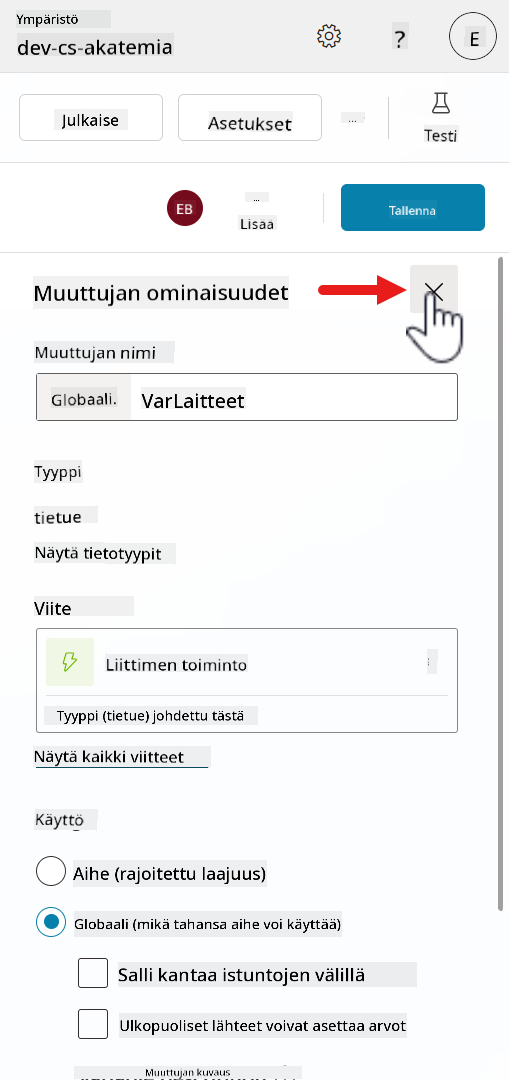 Ympäristö
dev-cs-akatemia
?
E
Julkaise
Asetukset
...
Testi
EB
...
Lisää
Tallenna
Muuttujan ominaisuudet
Muuttujan nimi
Globaali.
VarLaitteet
Tyyppi
tietue
Näytä tietotyypit
Viite
Liittimen toiminto
Tyyppi (tietue) johdettu tästä
Näytä kaikki viitteet
Käyttö
Aihe (rajoitettu laajuus)
Globaali (mikä tahansa aihe voi käyttää)
Salli kantaa istuntojen välillä
Ulkopuoliset lähteet voivat asettaa arvot
Muuttujan kuvaus